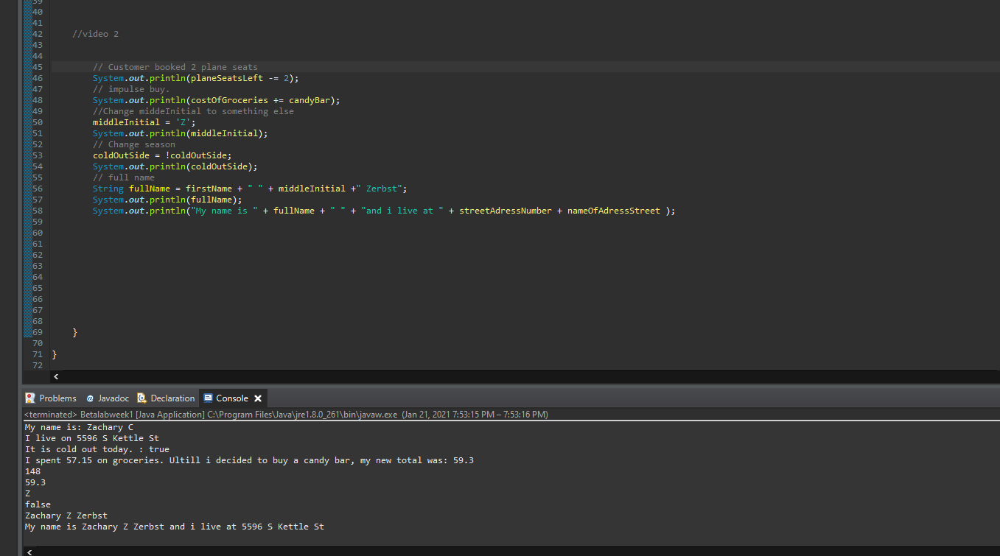 39
40
41
42 //video 2
43
44
45 // Customer booked 2 plane seats
46 System.out.println(planeSeatsLeft -= 2);
47 // impulse buy.
48 System.out.println(costOfGroceries += candyBar);
49 //Change middeInitial to something else
50 middleInitial = 'Z';
51 System.out.println(middleInitial);
52 // Change season
53 coldOutSide = !coldOutSide;
54 System.out.println(coldOutSide);
55 // full name
56 String fullName = firstName + " " + middleInitial +" Zerbst";
57 System.out.println(fullName);
58 System.out.println("My name is " + fullName + " " + "and i live at " + streetAdressNumber + nameOfAdressStreet );
59
60
61
62
63
64
65
66
67
68
69 }
70
71 }
72
Problems Javadoc Declaration Console
<terminated> Betalabweek1 [Java Application] C:\Program Files\Java\jre1.8.0_261\bin\javaw.exe (Jan 21, 2021 7:53:15 PM – 7:53:16 PM)
My name is: Zachary C
I live on 5596 S Kettle St
It is cold out today. : true
I spent 57.15 on groceries. Ultill i decided to buy a candy bar, my new total was: 59.3
148
59.3
Z
false
Zachary Z Zerbst
My name is Zachary Z Zerbst and i live at 5596 S Kettle St